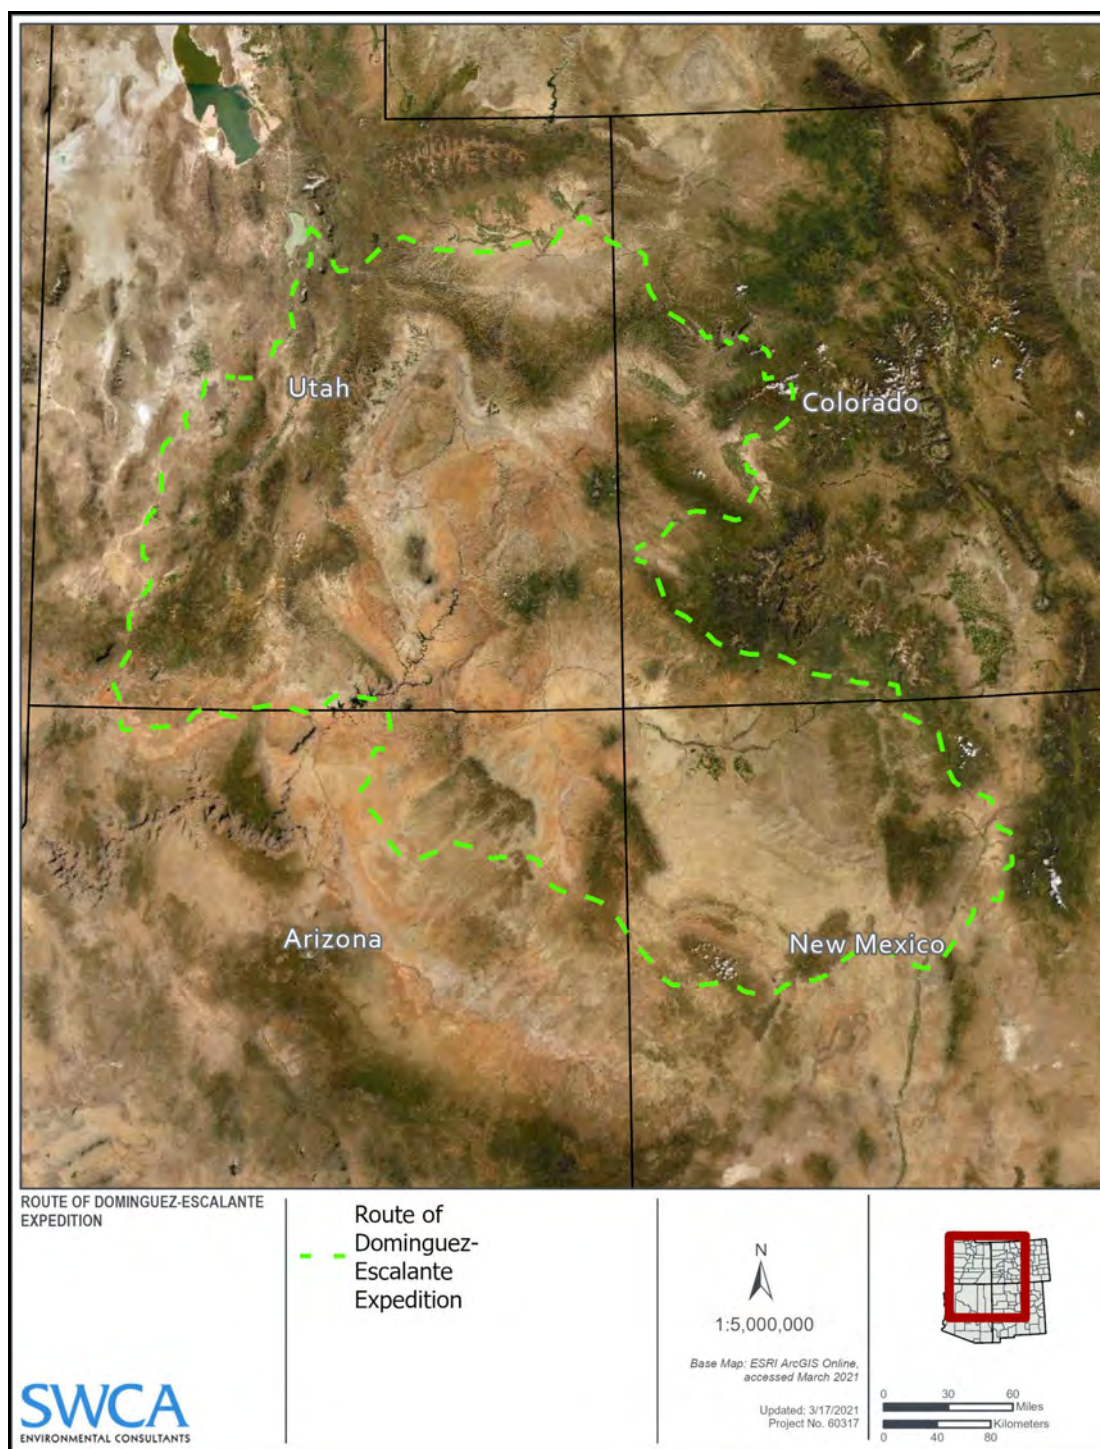 Utah
Colorado
Arizona
New Mexico
ROUTE OF DOMINGUEZ-ESCALANTE
EXPEDITION
SWCA
ENVIRONMENTAL CONSULTANTS
Route of
Dominguez-
Escalante
Expedition
N
1:5,000,000
Base Map: ESRI ArcGIS Online,
accessed March 2021
Updated: 3/17/2021
Project No. 60317
0 30 60
Miles
Kilometers
0 40 80